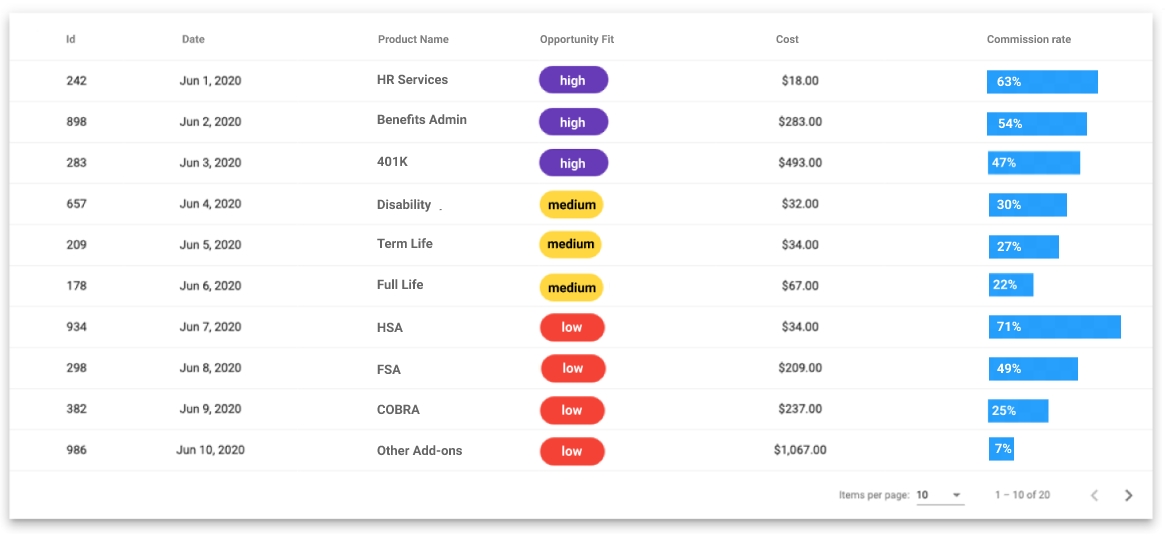 Id Date Product Name Opportunity Fit Cost Commission rate
242 Jun 1, 2020 HR Services high $18.00 63%
898 Jun 2, 2020 Benefits Admin high $283.00 54%
283 Jun 3, 2020 401K high $493.00 47%
657 Jun 4, 2020 Disability . medium $32.00 30%
209 Jun 5, 2020 Term Life medium $34.00 27%
178 Jun 6, 2020 Full Life medium $67.00 22%
934 Jun 7, 2020 HSA low $34.00 71%
298 Jun 8, 2020 FSA low $209.00 49%
382 Jun 9, 2020 COBRA low $237.00 25%
986 Jun 10, 2020 Other Add-ons low $1,067.00 7%
Items per page: 10 1 – 10 of 20